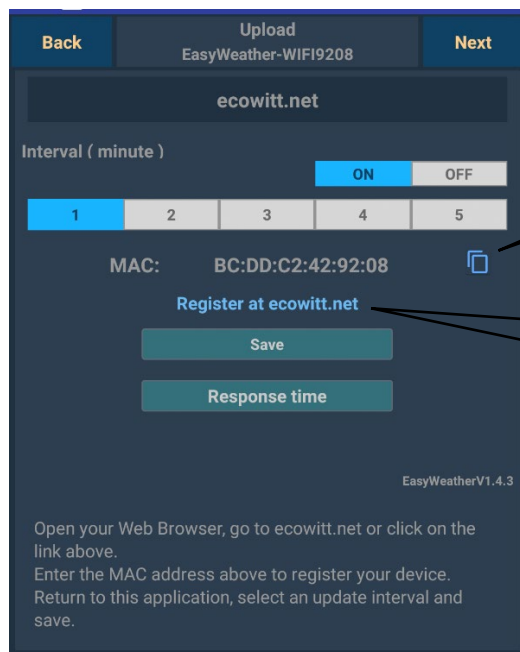 Back
Upload
EasyWeather-WIFI9208
Next
ecowitt.net
Interval ( minute )
ON
OFF
1
2
3
4
5
MAC: BC:DD:C2:42:92:08
Register at ecowitt.net
Save
Response time
EasyWeatherV1.4.3
Open your Web Browser, go to ecowitt.net or click on the
link above.
Enter the MAC address above to register your device.
Return to this application, select an update interval and
save.